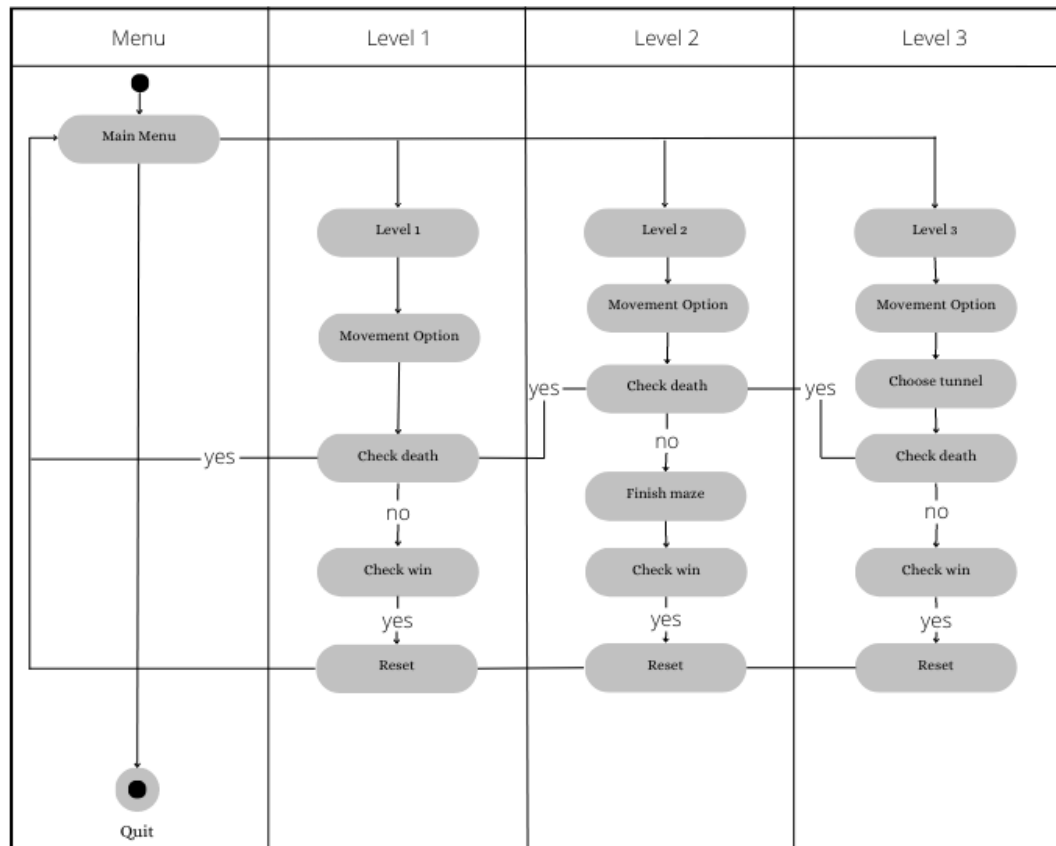 Menu
Level 1
Level 2
Level 3
Main Menu
Level 1
Level 2
Level 3
Movement Option
Movement Option
Movement Option
Choose tunnel
yes
Check death
yes
yes
Check death
no
Check death
no
Finish maze
no
Check win
Check win
Check win
yes
yes
yes
Reset
Reset
Reset
Quit